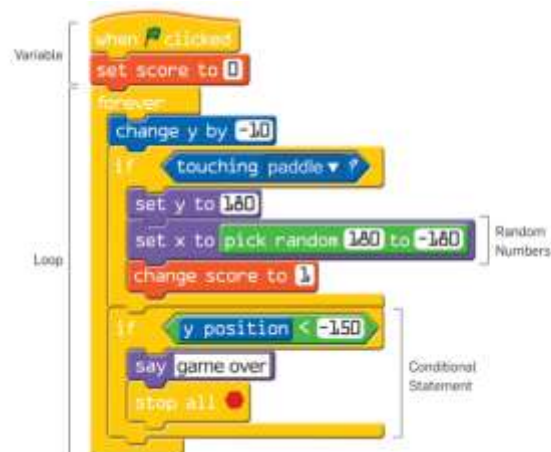 when clicked
Variable
set score to 0
forever
change y by -10
if touching paddle ▾ ?
set y to 180
set x to pick random 180 to -180
Random
Numbers
Loop
change score to 1
if y position < -150
say game over
Conditional
Statement
stop all